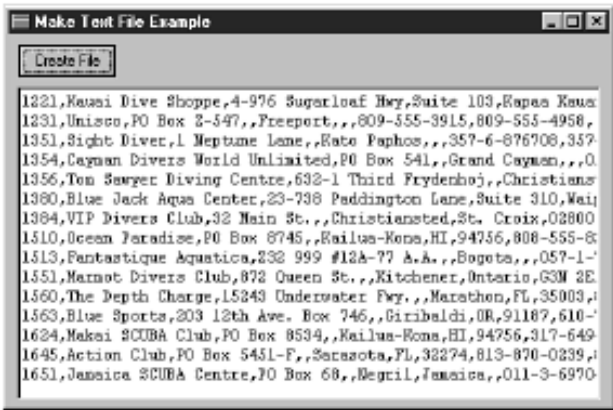 Make Text File Example
Create File
1221,Kauai Dive Shoppe,4-976 Sugarloaf Hwy,Suite 103,Kapaa Kaua
1231,Unisco,PO Box Z-547,,Freeport,,,809-555-3915,809-555-4958,
1351,Sight Diver,1 Neptune Lane,,Kato Paphos,,,357-6-876708,357-
1354,Cayman Divers World Unlimited,PO Box 541,,Grand Cayman,,,0
1356,Tom Sawyer Diving Centre,632-1 Third Frydenhoj,,Christians
1380,Blue Jack Aqua Center,23-738 Paddington Lane,Suite 310,Waip
1384,VIP Divers Club,32 Main St.,,Christiansted,St. Croix,02800
1510,Ocean Paradise,PO Box 8745,,Kailua-Kona,HI,94756,808-555-8
1513,Fantastique Aquatica,Z32 999 #12A-77 A.A.,,Bogota,,,057-1-
1551,Marmot Divers Club,872 Queen St.,,Kitchener,Ontario,G3N 2E
1560,The Depth Charge,15243 Underwater Fwy.,,Marathon,FL,35003,
1563,Blue Sports,203 12th Ave. Box 746,,Giribaldi,OR,91187,610-
1624,Makai SCUBA Club,PO Box 8534,,Kailua-Kona,HI,94756,317-649
1645,Action Club,PO Box 5451-F,,Sarasota,FL,32274,813-870-0239,
1651,Jamaica SCUBA Centre,PO Box 68,,Negril,Jamaica,,011-3-6970